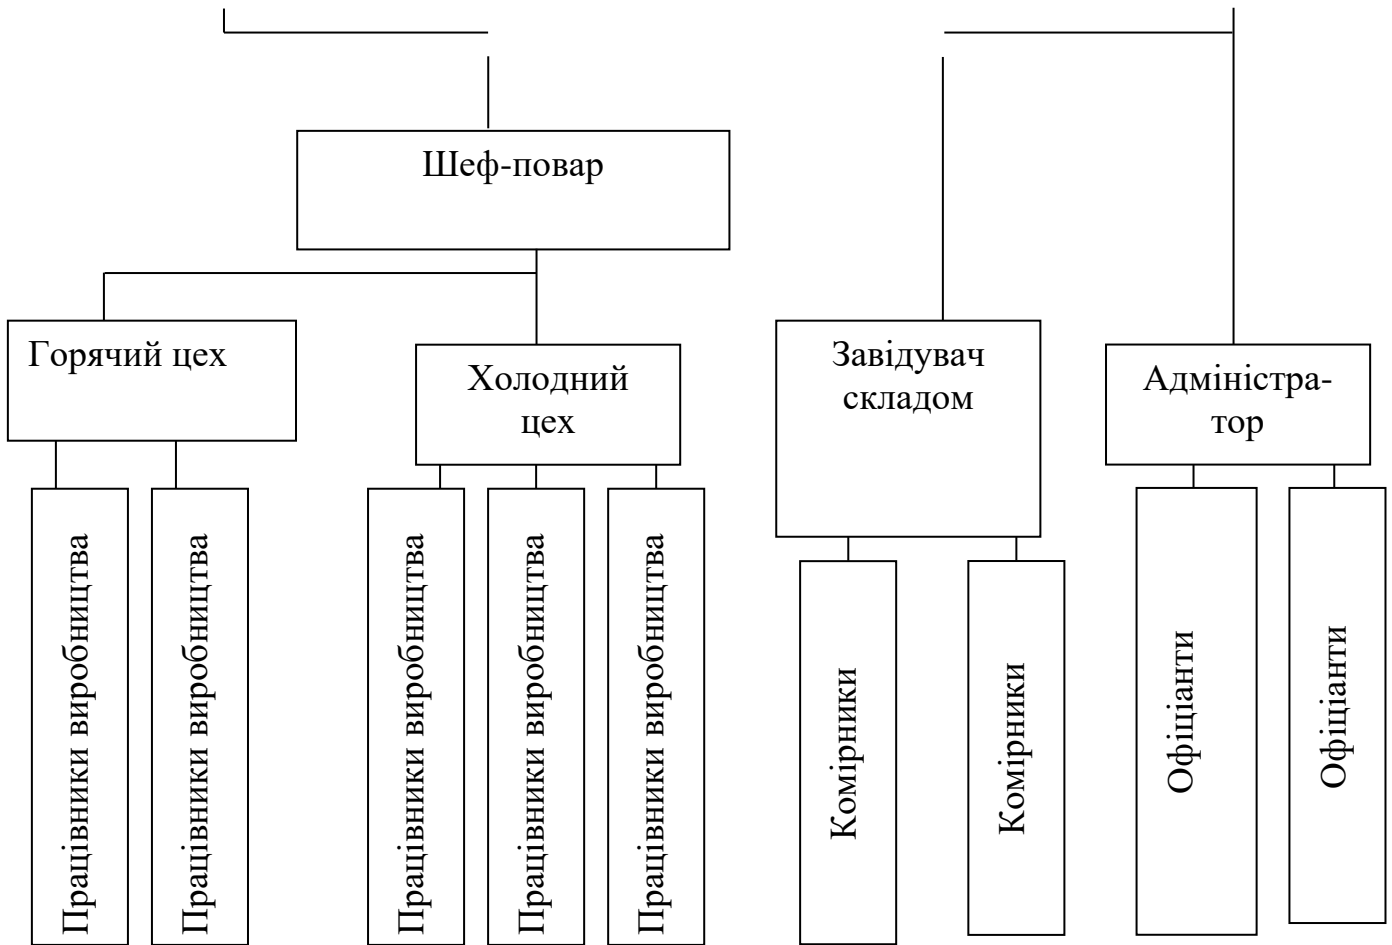 Шеф-повар
Горячий цех
Холодний
цех
Завідувач
складом
Адміністра-
тор
Працівники виробництва
Працівники виробництва
Працівники виробництва
Працівники виробництва
Працівники виробництва
Комірники
Комірники
Офіціанти
Офіціанти